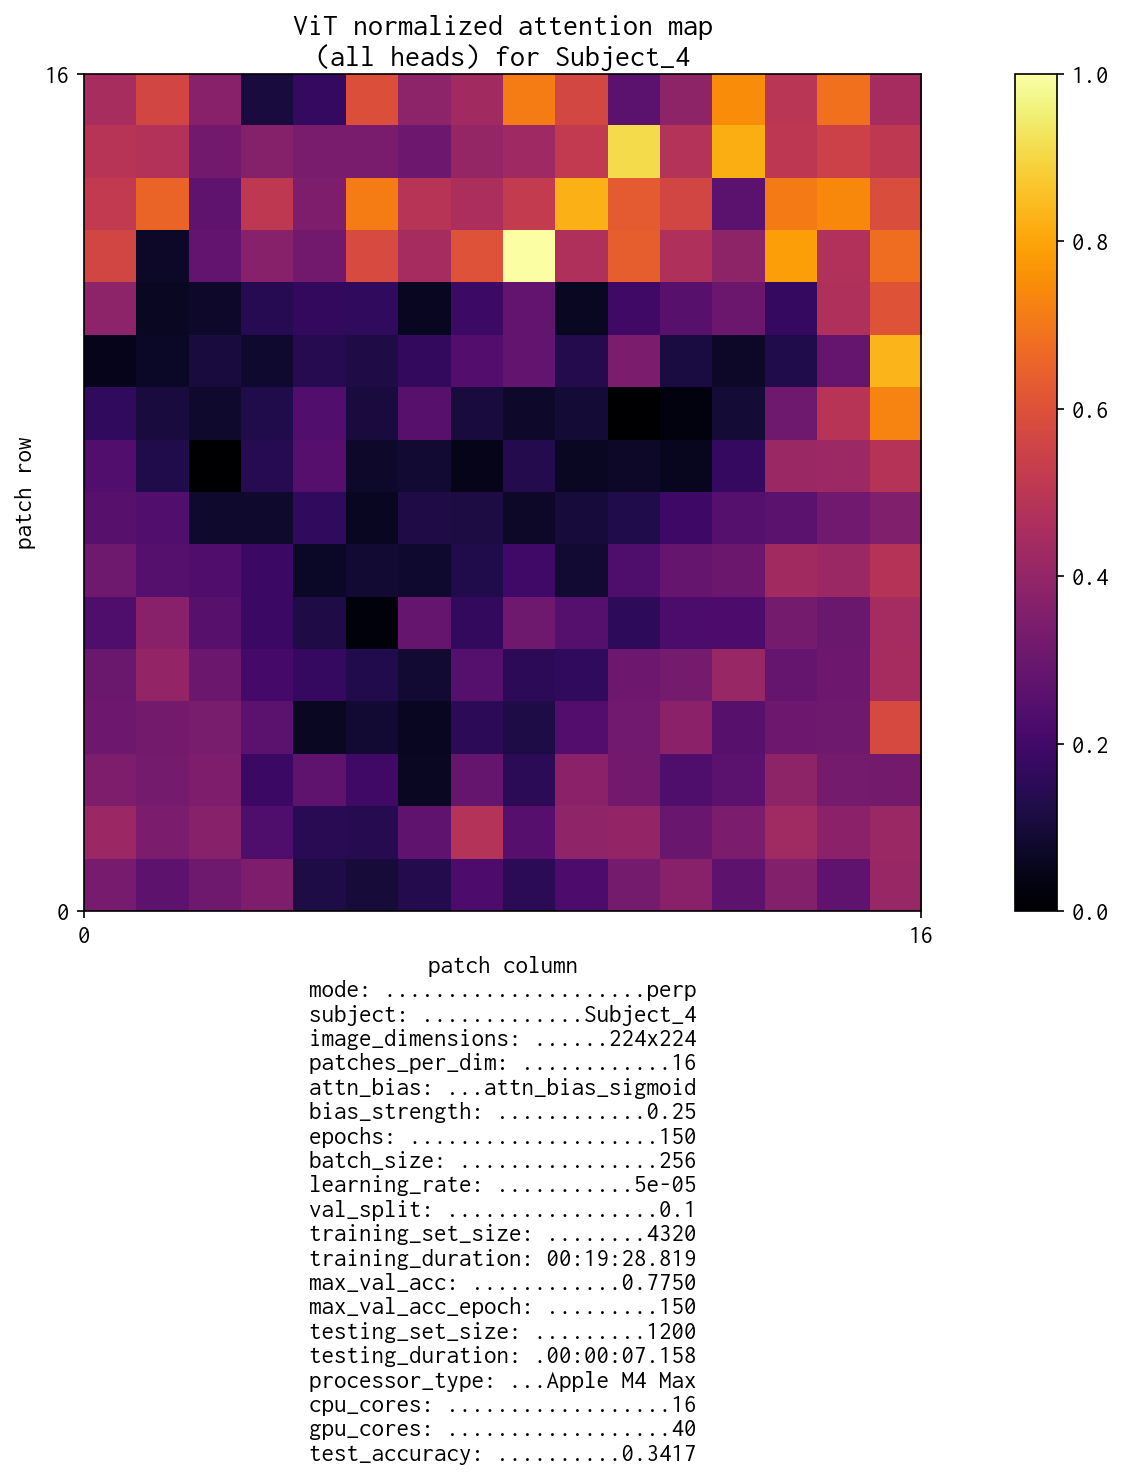 ViT normalized attention map
(all heads) for Subject_4
16
1.0
0.8
0.6
patch row
0.4
0.2
0
0.0
0
16
patch column
mode: .....................perp
subject: .............Subject_4
image_dimensions: ......224x224
patches_per_dim: ............16
attn_bias: ...attn_bias_sigmoid
bias_strength: ............0.25
epochs: ....................150
batch_size: ................256
learning_rate: ...........5e-05
val_split: .................0.1
training_set_size: ........4320
training_duration: 00:19:28.819
max_val_acc: ............0.7750
max_val_acc_epoch: .........150
testing_set_size: .........1200
testing_duration: .00:00:07.158
processor_type: ...Apple M4 Max
cpu_cores: ..................16
gpu_cores: ..................40
test_accuracy: ..........0.3417